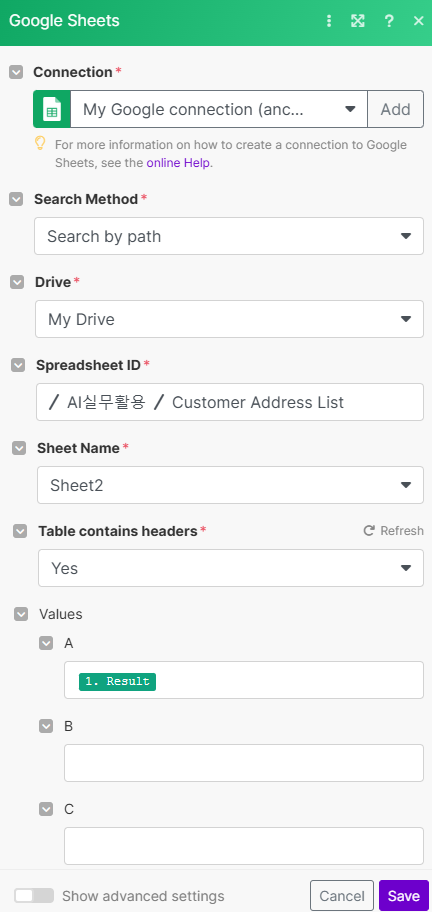 Google Sheets
Connection*
My Google connection (anc...
Add
For more information on how to create a connection to Google
Sheets, see the online Help.
Search Method*
Search by path
Drive*
My Drive
Spreadsheet ID*
/ AI실무활용 / Customer Address List
Sheet Name*
Sheet2
Table contains headers*
Refresh
Yes
Values
A
1. Result
B
C
Show advanced settings
Cancel
Save